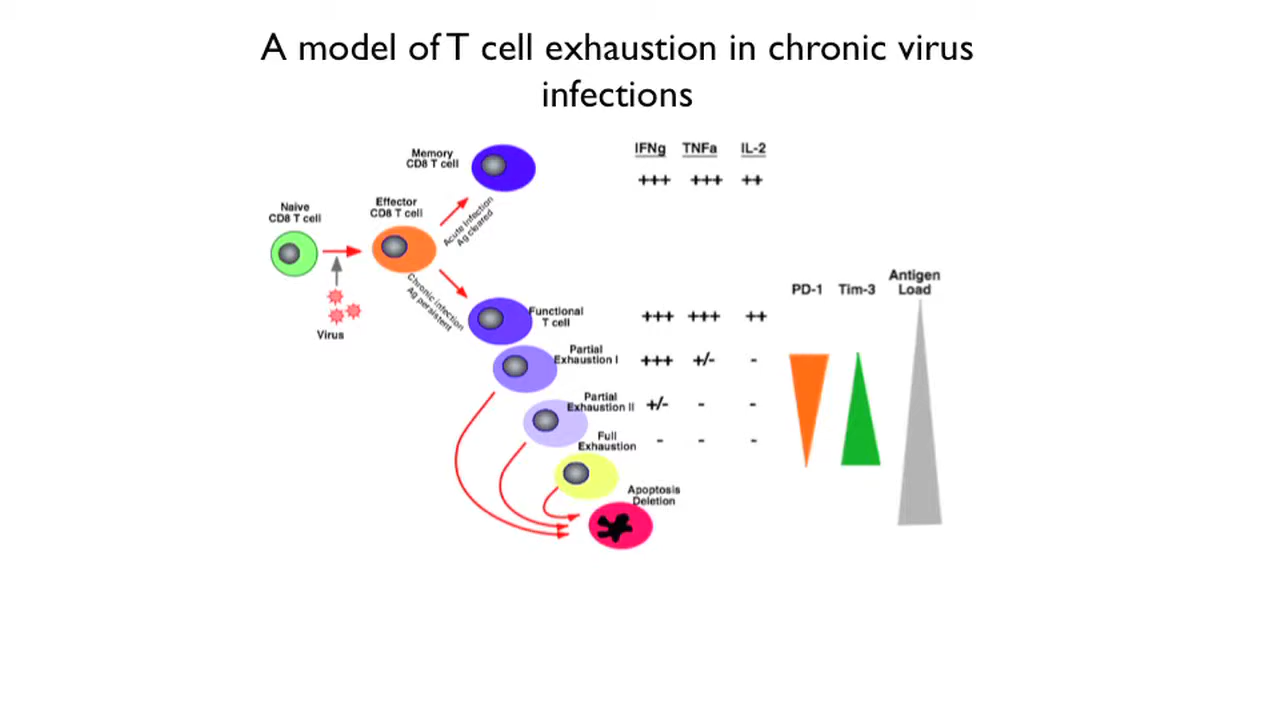 A model of T cell exhaustion in chronic virus
infections
IFNg TNFa IL-2
Memory
CD8 T cell
+++ +++ ++
Naive
CD8 T cell
Effector
CD8 T cell
Acute infection
Ag cleared
Chronic infection
Ag persistent
Virus
PD-1 Tim-3 Antigen
Load
Functional
T cell
+++ +++ ++
Partial
Exhaustion I
+++ +/- -
Partial
Exhaustion II
+/- - -
Full
Exhaustion
- - -
Apoptosis
Deletion